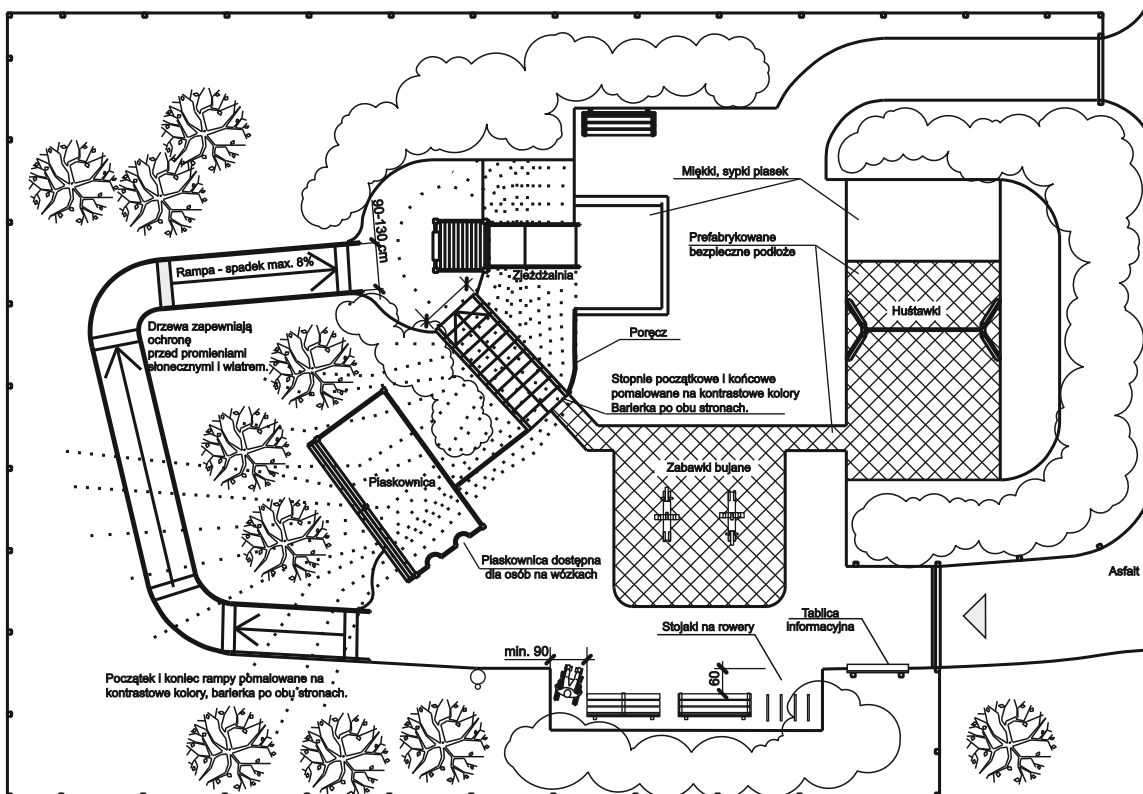 Miękki, sypki piasek
90-130 cm
Prefabrykowane
bezpieczne podłoże
Rampa - spadek max. 8%
Zjeżdżalnia
Huśtawki
Drzewa zapewniają
ochronę
przed promieniami
słonecznymi i wiatrem.
Poręcz
Stopnie początkowe i końcowe
pomalowane na kontrastowe kolory
Barierka po obu stronach.
Zabawki bujane
Piaskownica
Piaskownica dostępna
dla osób na wózkach
Asfalt
Tablica
informacyjna
Stojaki na rowery
min. 90
60
Początek i koniec rampy pomalowane na
kontrastowe kolory, barierka po obu stronach.